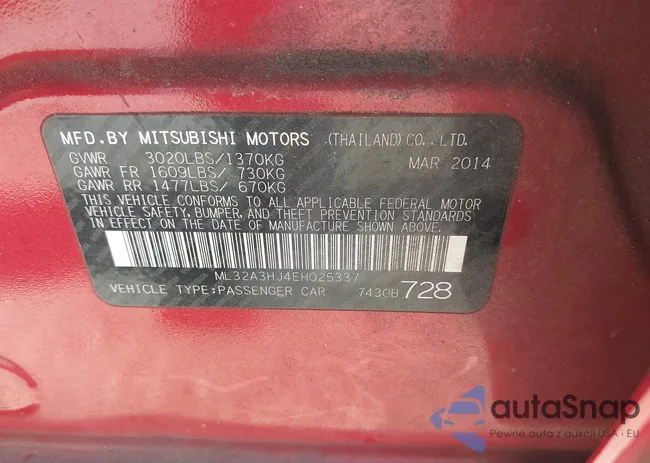 MFD. BY MITSUBISHI MOTORS (THAILAND) CO., LTD.
GVWR 3020LBS/1370KG MAR 2014
GAWR FR 1609LBS/ 730KG
GAWR RR 1477LBS/ 670KG
THIS VEHICLE CONFORMS TO ALL APPLICABLE FEDERAL MOTOR
VEHICLE SAFETY, BUMPER, AND THEFT PREVENTION STANDARDS
IN EFFECT ON THE DATE OF MANUFACTURE SHOWN ABOVE.
ML32A3HJ4EH025337
VEHICLE TYPE:PASSENGER CAR 7430B 728
autoSnap
Pewne auta z aukcji USA i EU